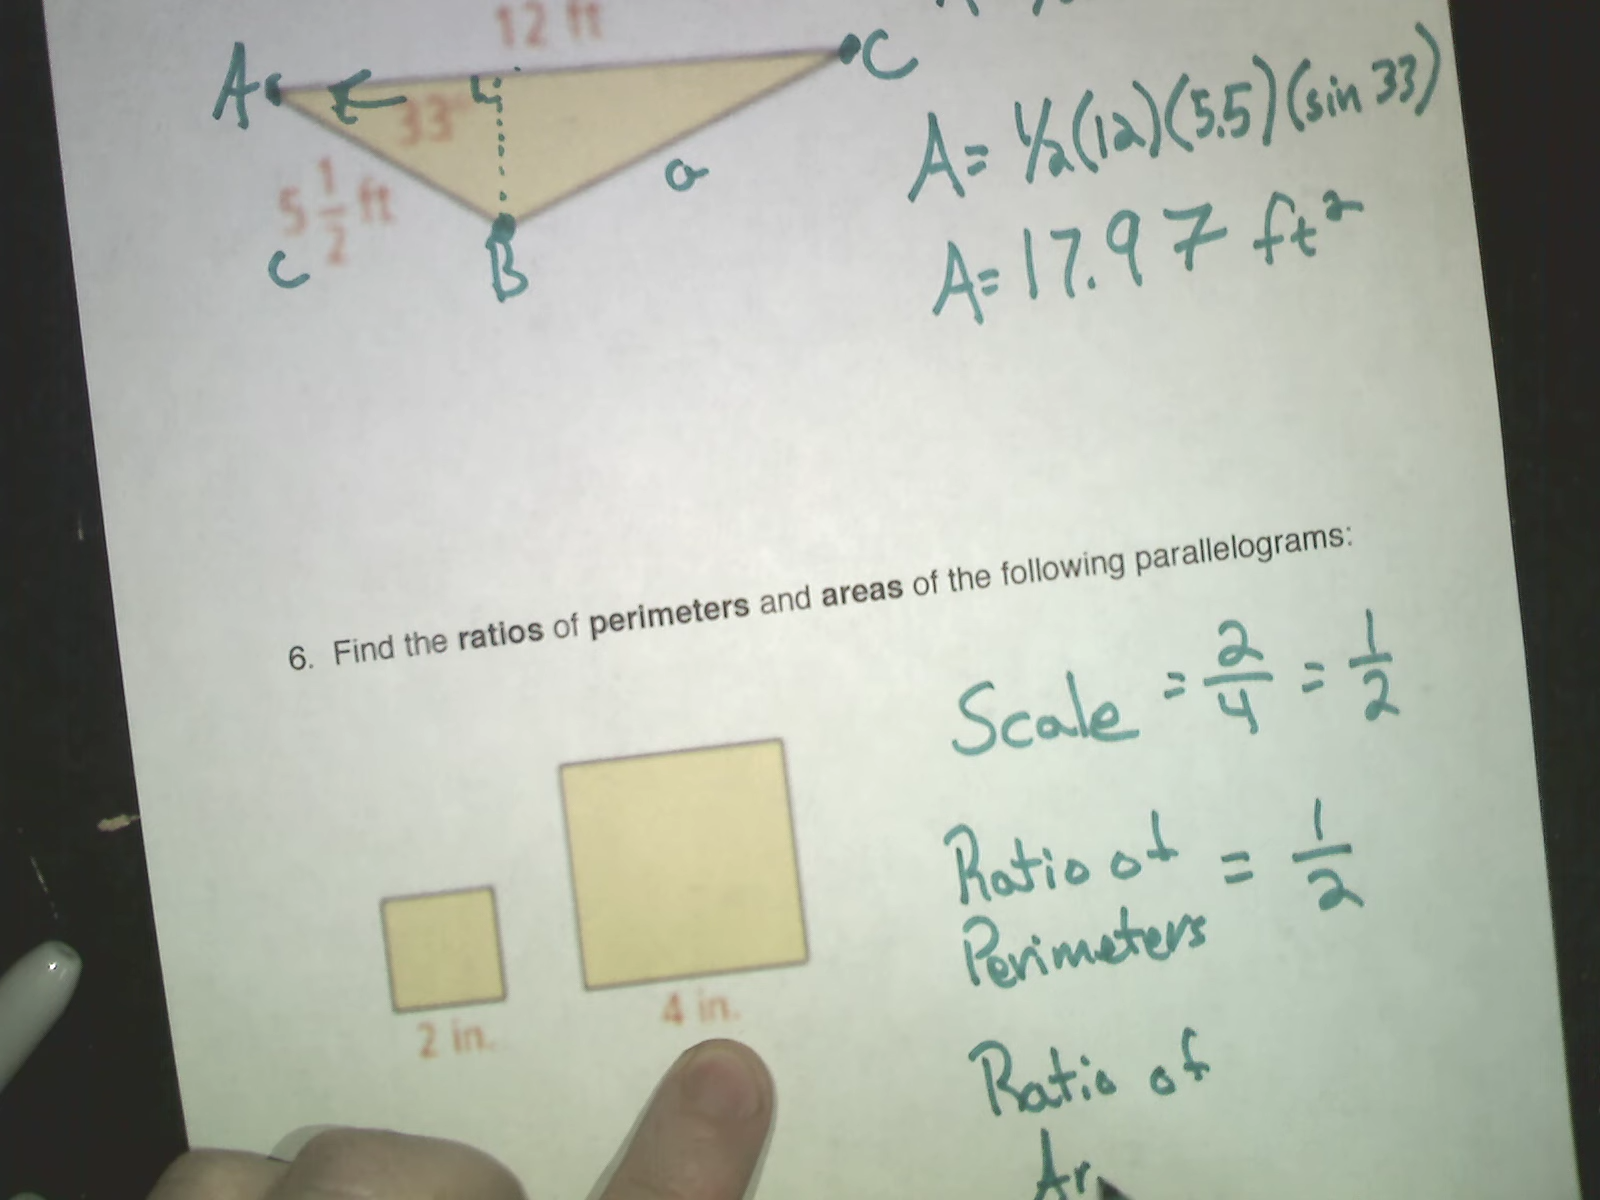 12 ft
A
C
33°
5 1/2 ft
a
c
B
A = 1/2 (12)(5.5)(sin 33)
A = 17.97 ft²
6. Find the ratios of perimeters and areas of the following parallelograms:
Scale = 2/4 = 1/2
Ratio of = 1/2
Perimeters
2 in.
4 in.
Ratio of
Ar